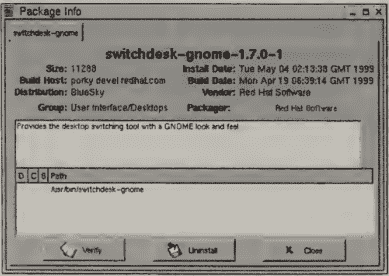 Package Info
switchdesk-gnome
switchdesk-gnome-1.7.0-1
Size: 11288 Install Date: Tue May 04 02:13:38 GMT 1999
Build Host: porky.devel.redhat.com Build Date: Mon Apr 19 06:39:14 GMT 1999
Distribution: BlueSky Vendor: Red Hat Software
Group: User Interface/Desktops Packager: Red Hat Software
Provides the desktop switching tool with a GNOME look and feel
D C S Path
/usr/bin/switchdesk-gnome
Verify Uninstall Close